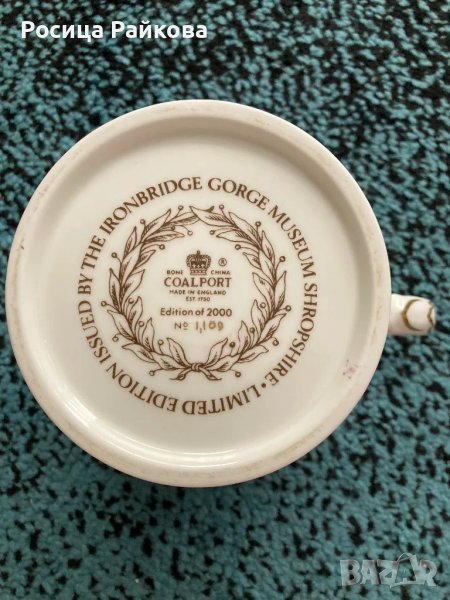 Росица Райкова
LIMITED EDITION ISSUED BY THE IRONBRIDGE GORGE MUSEUM SHROPSHIRE •
®
BONE CHINA
COALPORT
MADE IN ENGLAND
EST. 1750
Edition of 2000
No 1,109
BAZAR